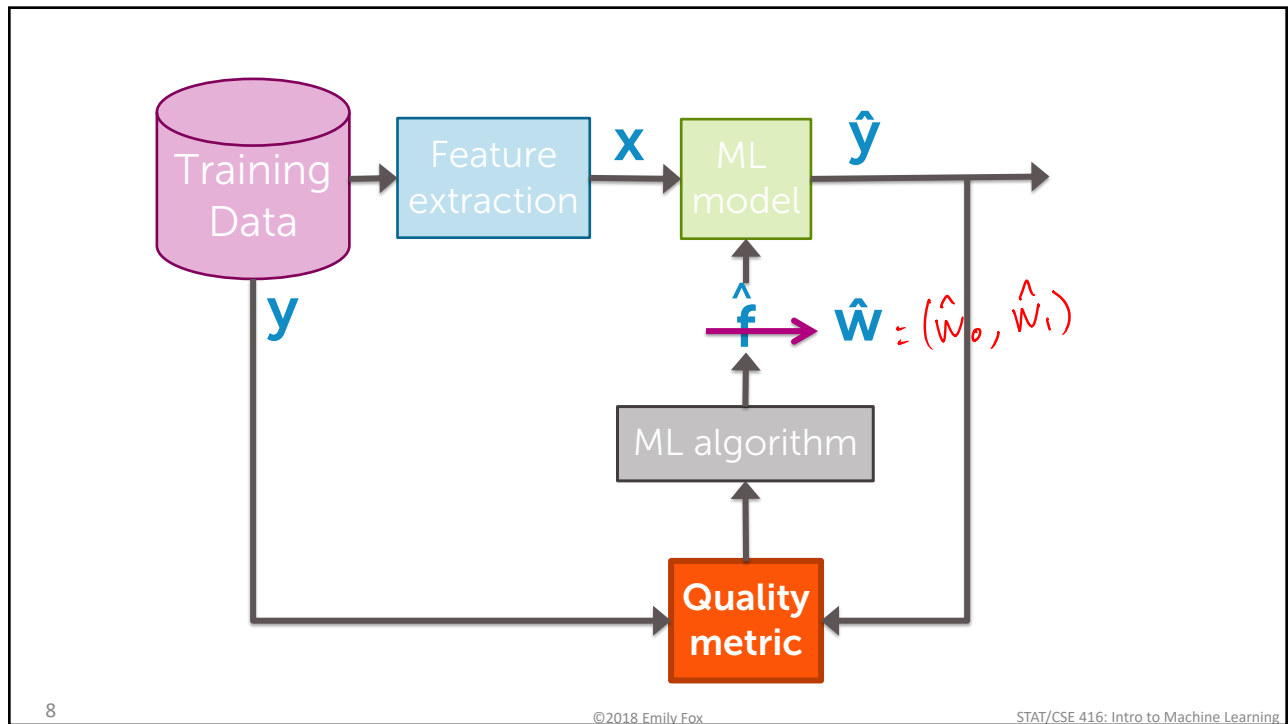 Training
Data
Feature
extraction
x
ML
model
ŷ
y
f̂
ŵ = (ŵ₀, ŵ₁)
ML algorithm
Quality
metric
8
©2018 Emily Fox
STAT/CSE 416: Intro to Machine Learning